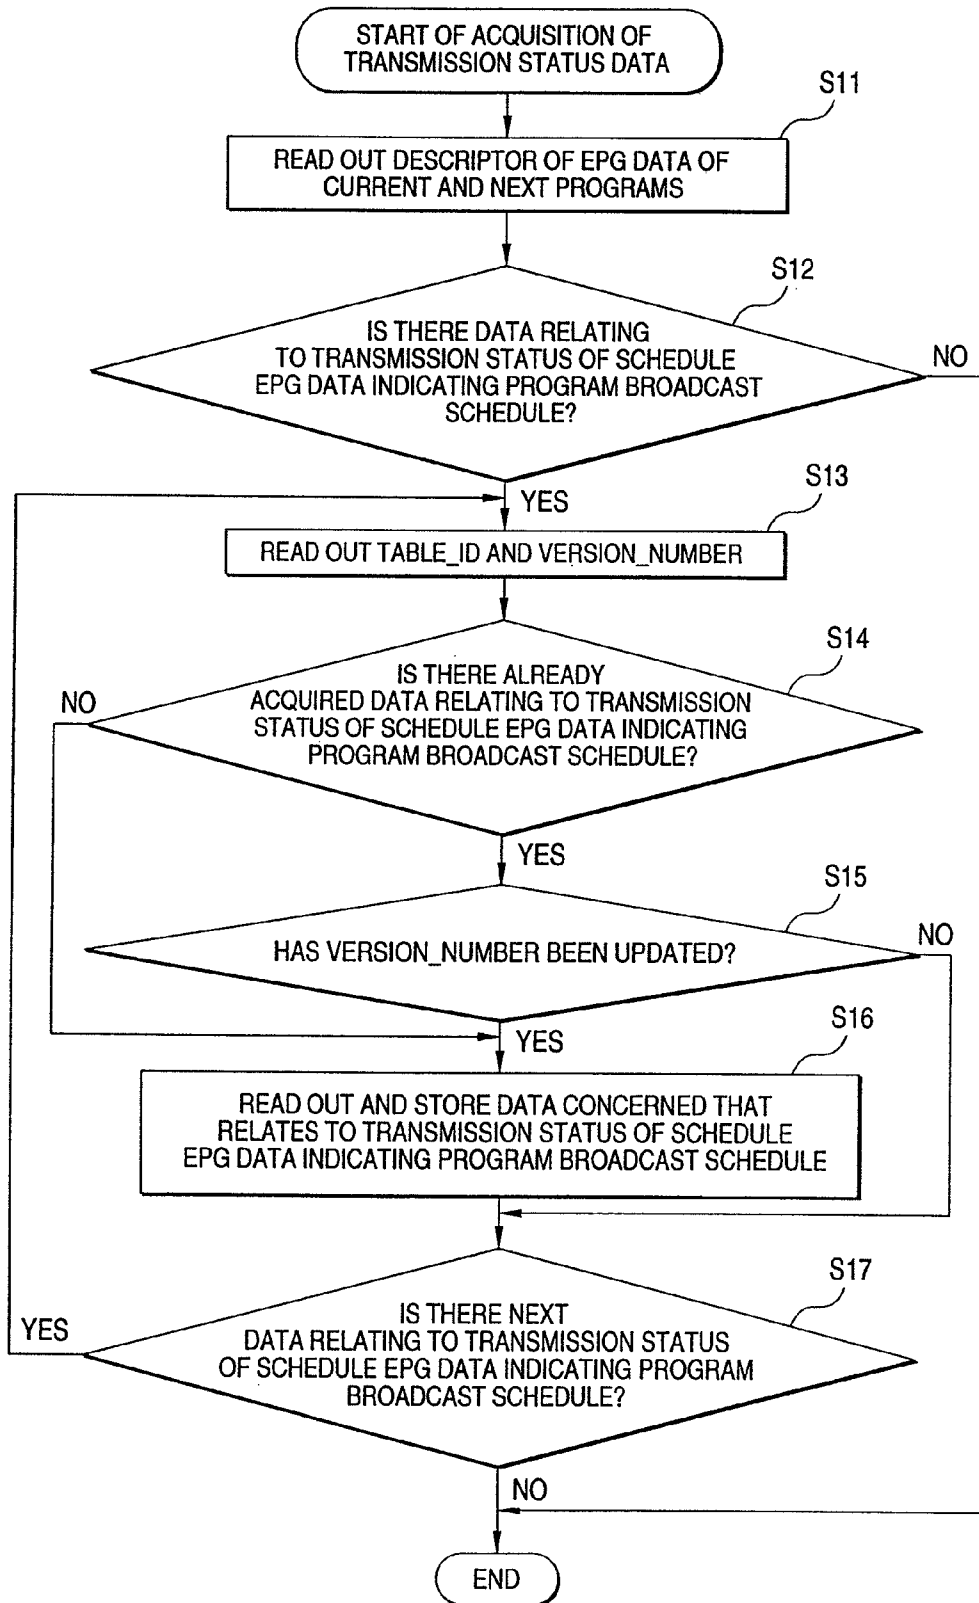 START OF ACQUISITION OF
TRANSMISSION STATUS DATA
S11
READ OUT DESCRIPTOR OF EPG DATA OF
CURRENT AND NEXT PROGRAMS
S12
IS THERE DATA RELATING
TO TRANSMISSION STATUS OF SCHEDULE
EPG DATA INDICATING PROGRAM BROADCAST
SCHEDULE?
NO
YES
S13
READ OUT TABLE_ID AND VERSION_NUMBER
S14
IS THERE ALREADY
ACQUIRED DATA RELATING TO TRANSMISSION
STATUS OF SCHEDULE EPG DATA INDICATING
PROGRAM BROADCAST SCHEDULE?
NO
YES
S15
HAS VERSION_NUMBER BEEN UPDATED?
NO
YES
S16
READ OUT AND STORE DATA CONCERNED THAT
RELATES TO TRANSMISSION STATUS OF SCHEDULE
EPG DATA INDICATING PROGRAM BROADCAST SCHEDULE
S17
IS THERE NEXT
DATA RELATING TO TRANSMISSION STATUS
OF SCHEDULE EPG DATA INDICATING PROGRAM
BROADCAST SCHEDULE?
YES
NO
END